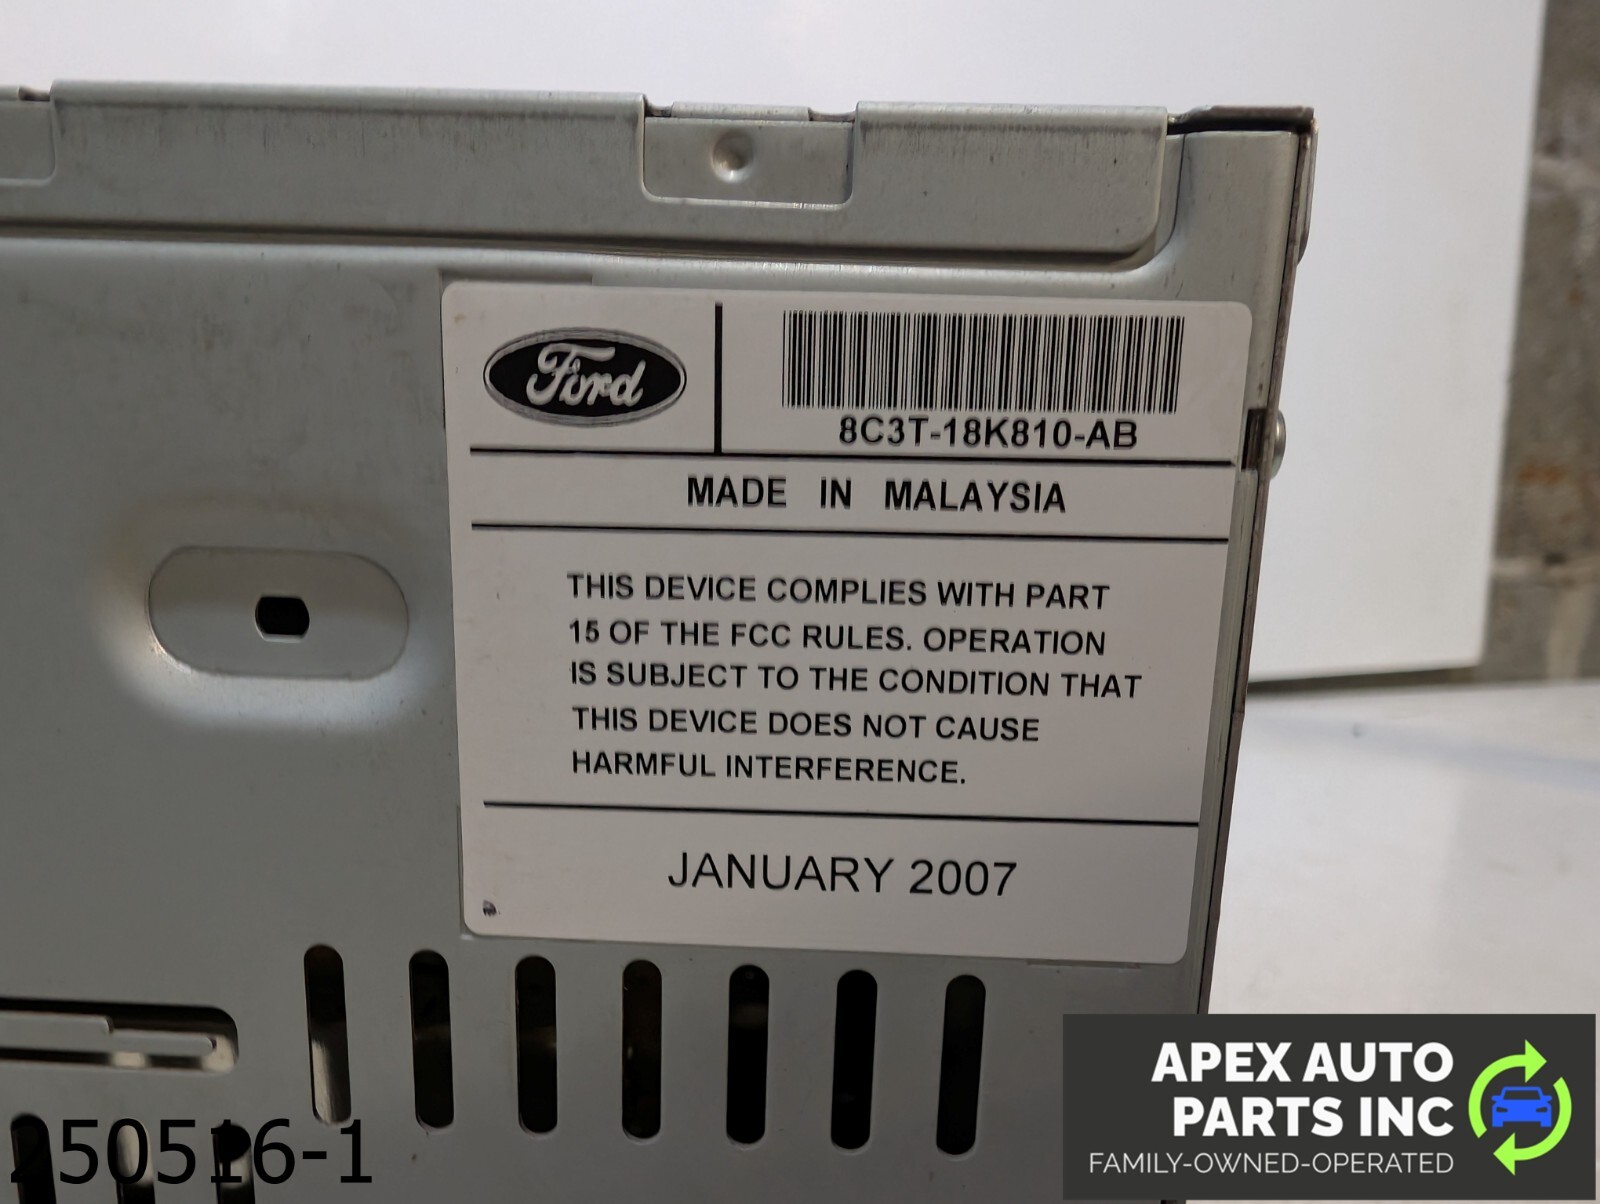 Ford
8C3T-18K810-AB
MADE IN MALAYSIA
THIS DEVICE COMPLIES WITH PART
15 OF THE FCC RULES. OPERATION
IS SUBJECT TO THE CONDITION THAT
THIS DEVICE DOES NOT CAUSE
HARMFUL INTERFERENCE.
JANUARY 2007
250516-1
APEX AUTO
PARTS INC
FAMILY-OWNED-OPERATED